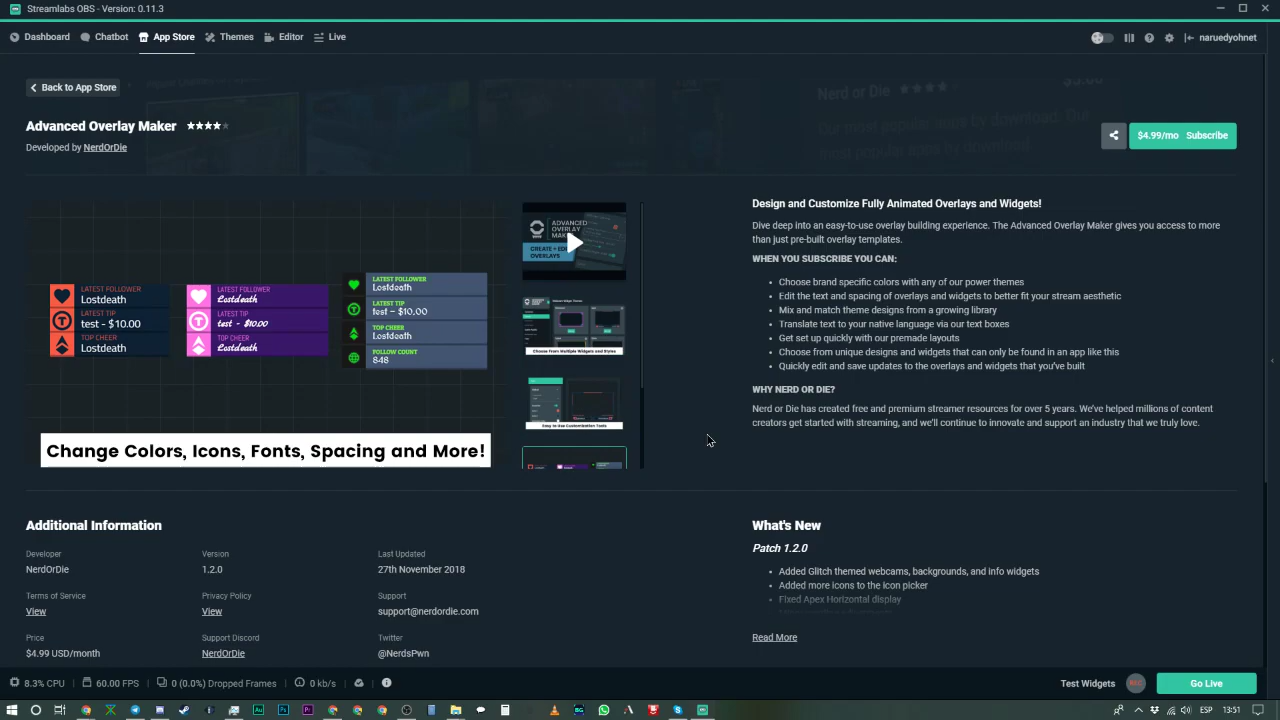 Streamlabs OBS - Version: 0.11.3
Dashboard Chatbot App Store Themes Editor Live naruedyohnet
Back to App Store
Nerd or Die
Advanced Overlay Maker
Developed by NerdOrDie
$4.99/mo Subscribe
LATEST FOLLOWER
Lostdeath
LATEST TIP
test - $10.00
TOP CHEER
Lostdeath
LATEST FOLLOWER
Lostdeath
LATEST TIP
test - $10.00
TOP CHEER
Lostdeath
LATEST FOLLOWER
Lostdeath
LATEST TIP
test - $10.00
TOP CHEER
Lostdeath
FOLLOW COUNT
848
Change Colors, Icons, Fonts, Spacing and More!
ADVANCED
OVERLAY
MAKER
Choose From Multiple Widgets and Styles
Easy-to-Use Customization Tools
Design and Customize Fully Animated Overlays and Widgets!
Dive deep into an easy-to-use overlay building experience. The Advanced Overlay Maker gives you access to more
than just pre-built overlay templates.
WHEN YOU SUBSCRIBE YOU CAN:
Choose brand specific colors with any of our power themes
Edit the text and spacing of overlays and widgets to better fit your stream aesthetic
Mix and match theme designs from a growing library
Translate text to your native language via our text boxes
Get set up quickly with our premade layouts
Choose from unique designs and widgets that can only be found in an app like this
Quickly edit and save updates to the overlays and widgets that you've built
WHY NERD OR DIE?
Nerd or Die has created free and premium streamer resources for over 5 years. We've helped millions of content
creators get started with streaming, and we'll continue to innovate and support an industry that we truly love.
Additional Information
Developer
NerdOrDie
Version
1.2.0
Last Updated
27th November 2018
Terms of Service
View
Privacy Policy
View
Support
support@nerdordie.com
Price
$4.99 USD/month
Support Discord
NerdOrDie
Twitter
@NerdsPwn
What's New
Patch 1.2.0
Added Glitch themed webcams, backgrounds, and info widgets
Added more icons to the icon picker
Fixed Apex Horizontal display
Read More
8.3% CPU 60.00 FPS 0 (0.0%) Dropped Frames 0 kb/s
Test Widgets REC Go Live
ESP 13:51